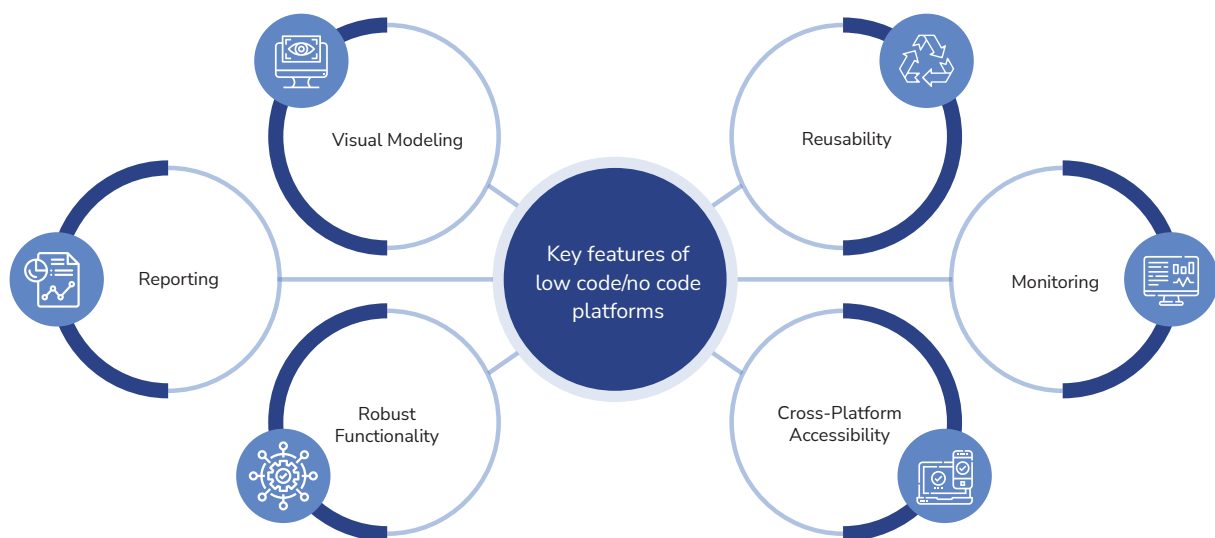 Visual Modeling
Reusability
Reporting
Key features of
low code/no code
platforms
Monitoring
Robust
Functionality
Cross-Platform
Accessibility